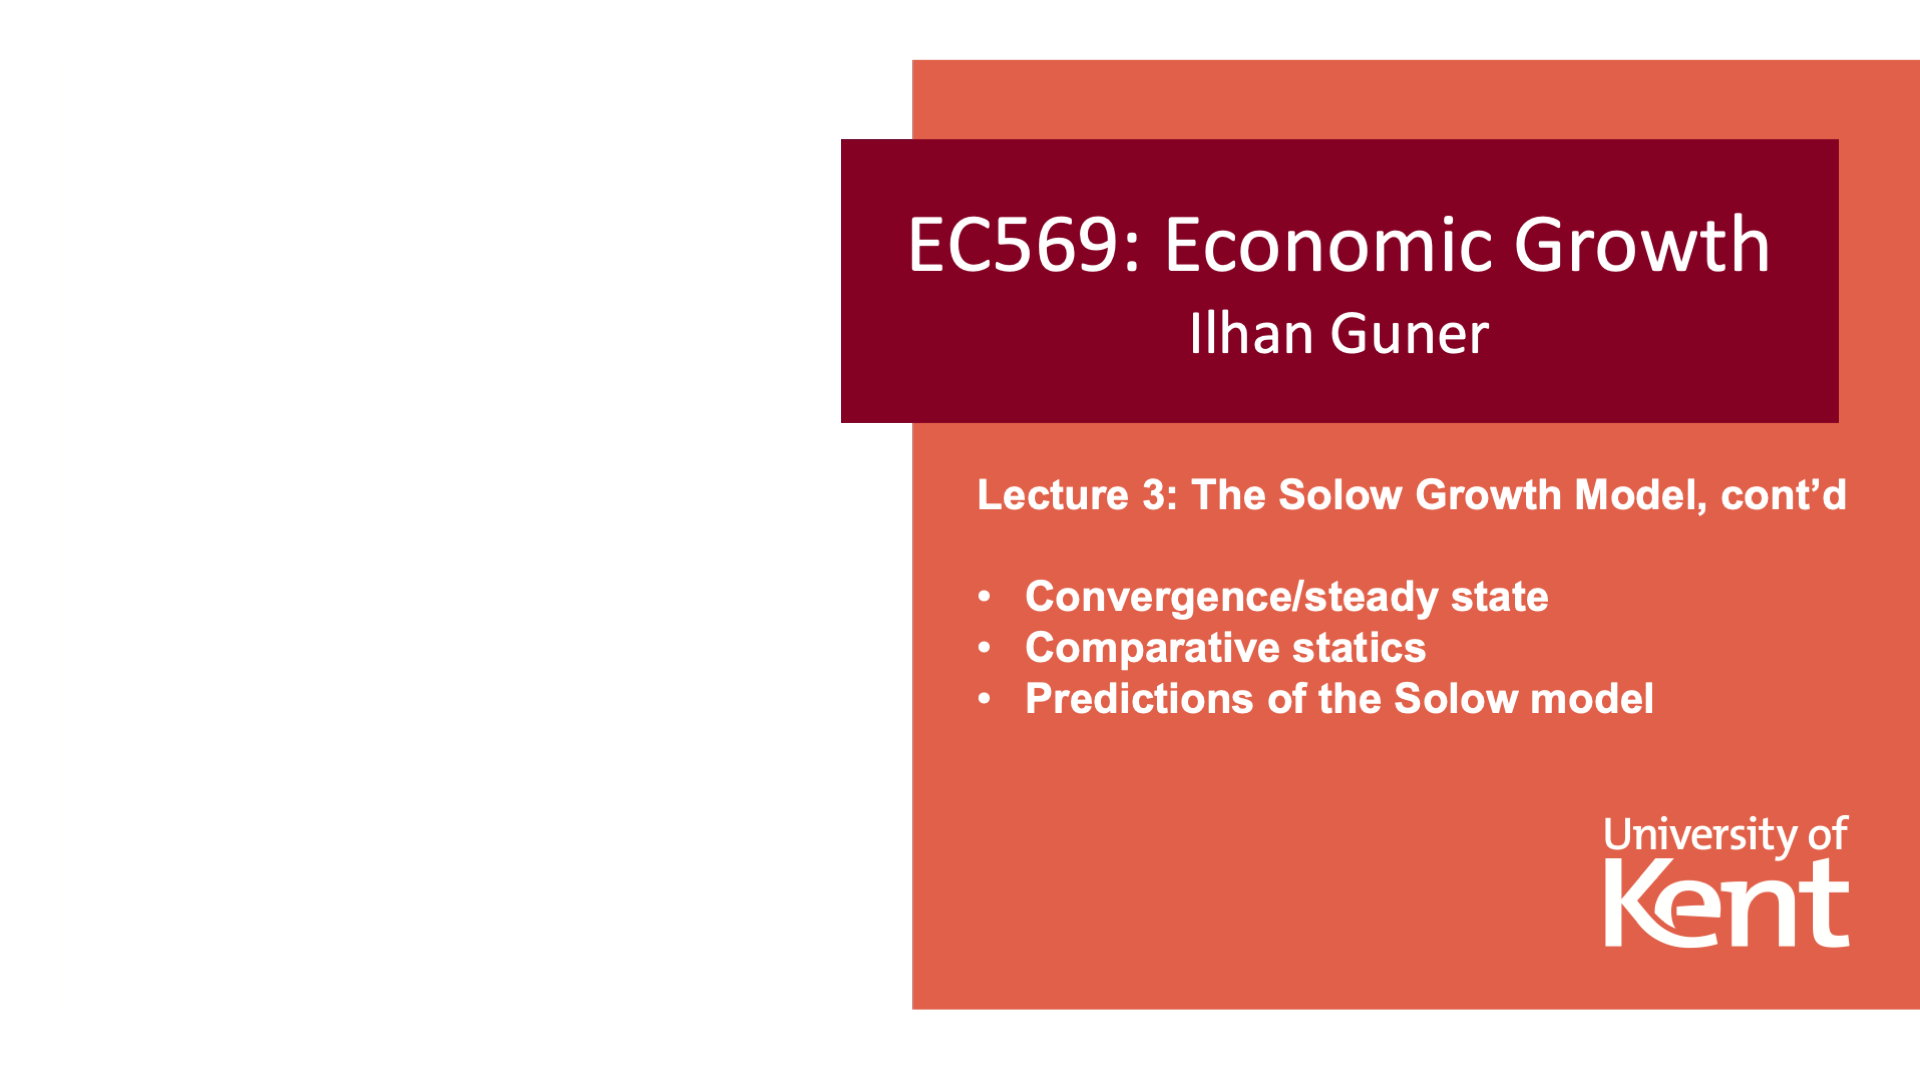 EC569: Economic Growth
Ilhan Guner
Lecture 3: The Solow Growth Model, cont’d
• Convergence/steady state
• Comparative statics
• Predictions of the Solow model
University of
Kent